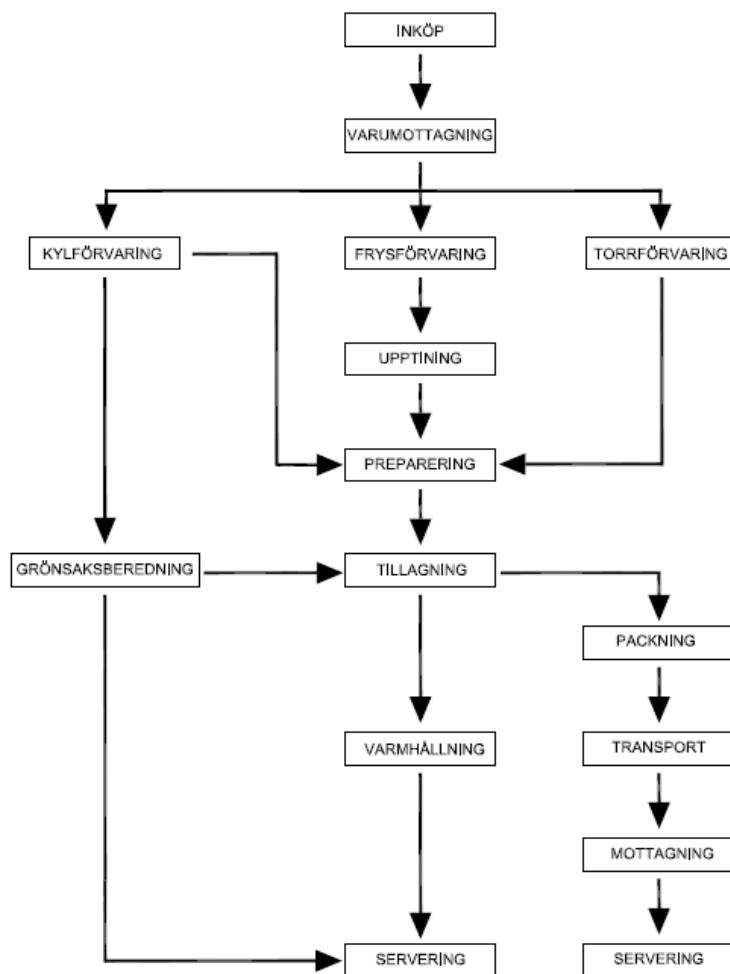 INKÖP
VARUMOTTAGNING
KYLFÖRVARING
FRYSFÖRVARING
TORRFÖRVARING
UPPTINING
PREPARERING
GRÖNSAKSBEREDNING
TILLAGNING
PACKNING
VARMHÅLLNING
TRANSPORT
MOTTAGNING
SERVERING
SERVERING